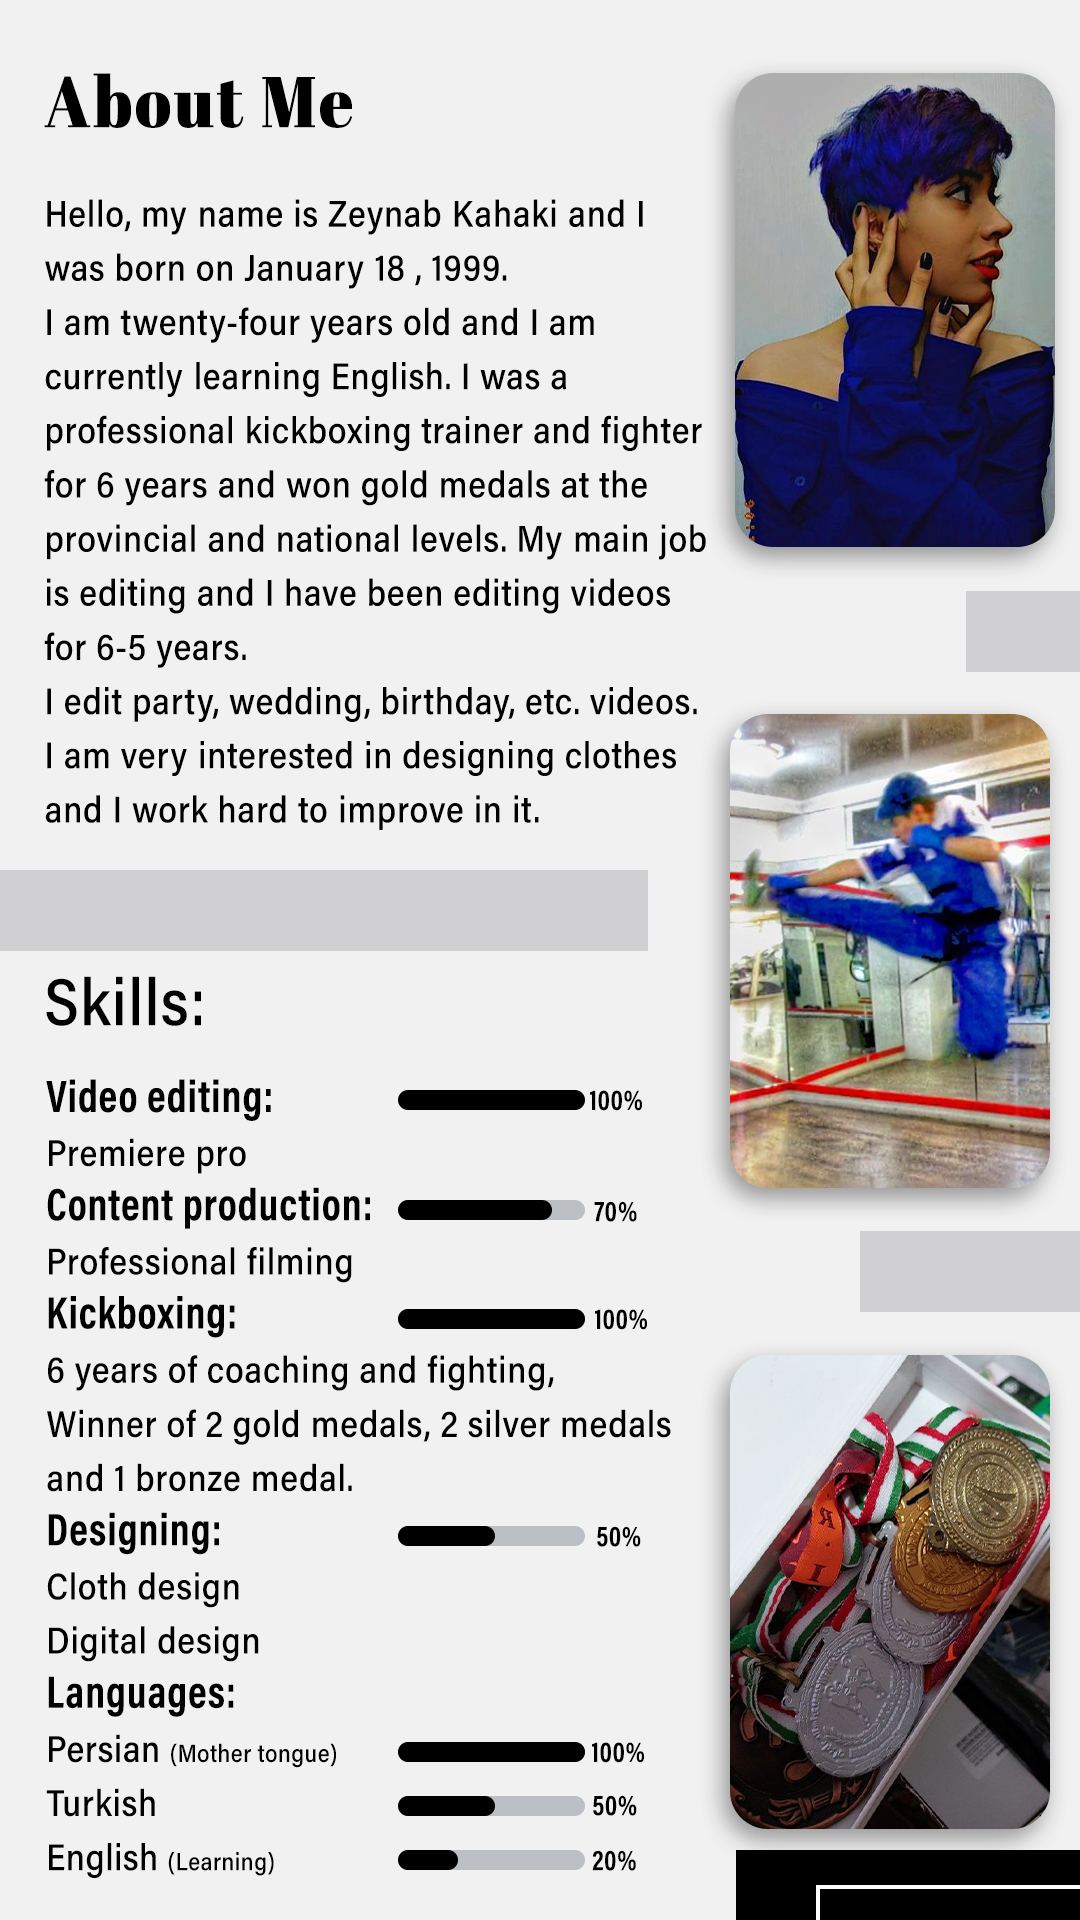 About Me
Hello, my name is Zeynab Kahaki and I
was born on January 18 , 1999.
I am twenty-four years old and I am
currently learning English. I was a
professional kickboxing trainer and fighter
for 6 years and won gold medals at the
provincial and national levels. My main job
is editing and I have been editing videos
for 6-5 years.
I edit party, wedding, birthday, etc. videos.
I am very interested in designing clothes
and I work hard to improve in it.
Skills:
Video editing: 100%
Premiere pro
Content production: 70%
Professional filming
Kickboxing: 100%
6 years of coaching and fighting,
Winner of 2 gold medals, 2 silver medals
and 1 bronze medal.
Designing: 50%
Cloth design
Digital design
Languages:
Persian (Mother tongue) 100%
Turkish 50%
English (Learning) 20%